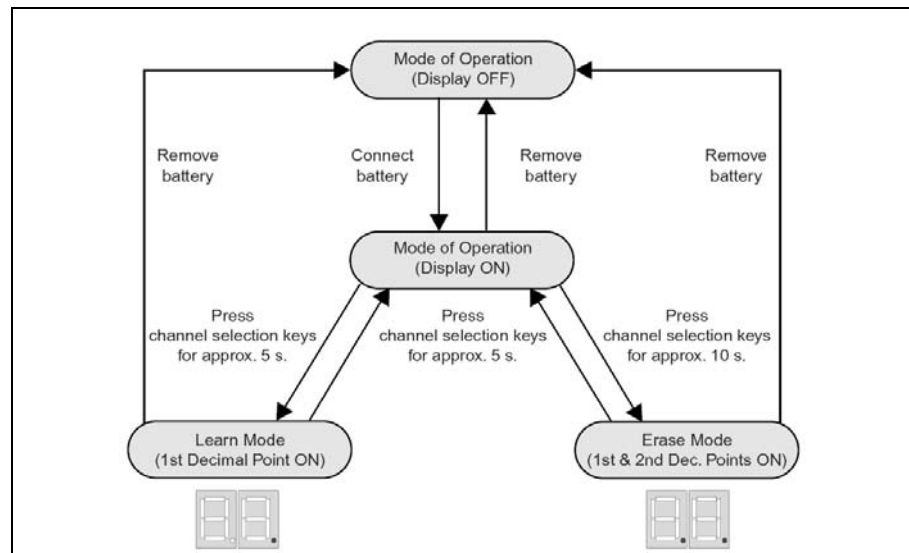 Mode of Operation
(Display OFF)
Remove
battery
Connect
battery
Remove
battery
Remove
battery
Mode of Operation
(Display ON)
Press
channel selection keys
for approx. 5 s.
Press
channel selection keys
for approx. 5 s.
Press
channel selection keys
for approx. 10 s.
Learn Mode
(1st Decimal Point ON)
Erase Mode
(1st & 2nd Dec. Points ON)